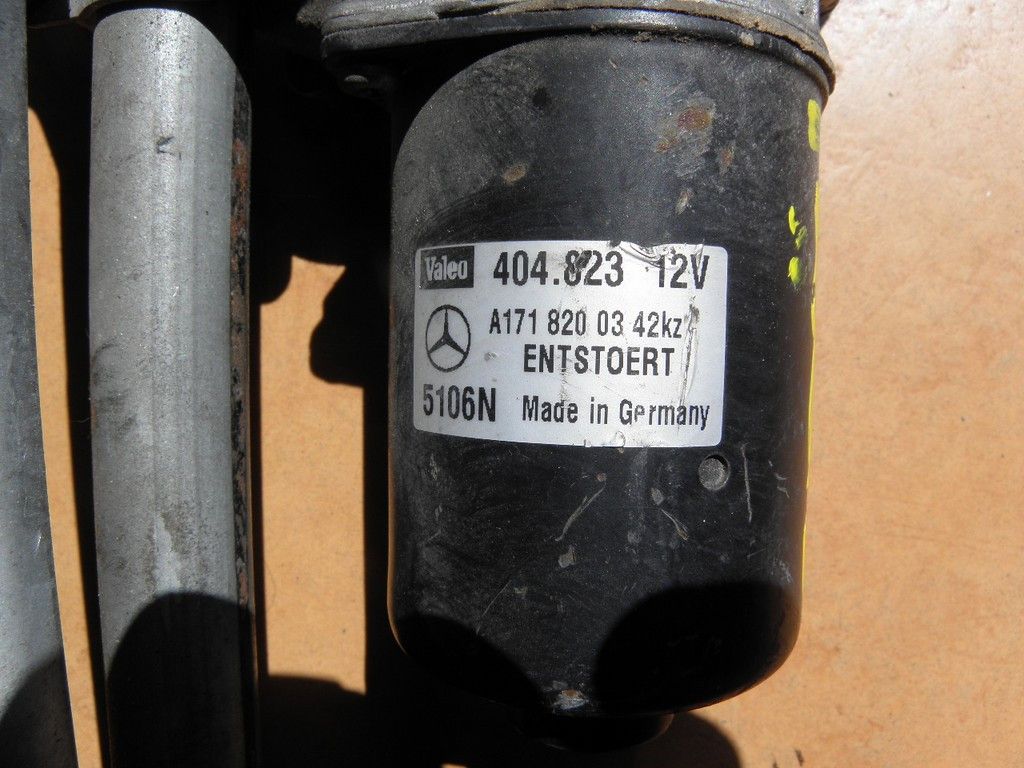 Valeo 404.823 12V
A171 820 03 42kz
ENTSTOERT
5106N Made in Germany